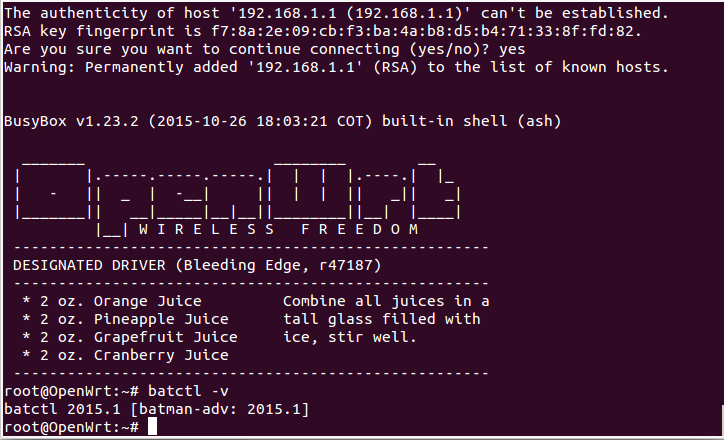 The authenticity of host '192.168.1.1 (192.168.1.1)' can't be established.
RSA key fingerprint is f7:8a:2e:09:cb:f3:ba:4a:b8:d5:b4:71:33:8f:fd:82.
Are you sure you want to continue connecting (yes/no)? yes
Warning: Permanently added '192.168.1.1' (RSA) to the list of known hosts.
BusyBox v1.23.2 (2015-10-26 18:03:21 COT) built-in shell (ash)
OpenWrt
W I R E L E S S   F R E E D O M
-----------------------------------------------------
DESIGNATED DRIVER (Bleeding Edge, r47187)
-----------------------------------------------------
* 2 oz. Orange Juice         Combine all juices in a
* 2 oz. Pineapple Juice      tall glass filled with
* 2 oz. Grapefruit Juice     ice, stir well.
* 2 oz. Cranberry Juice
-----------------------------------------------------
root@OpenWrt:~# batctl -v
batctl 2015.1 [batman-adv: 2015.1]
root@OpenWrt:~#